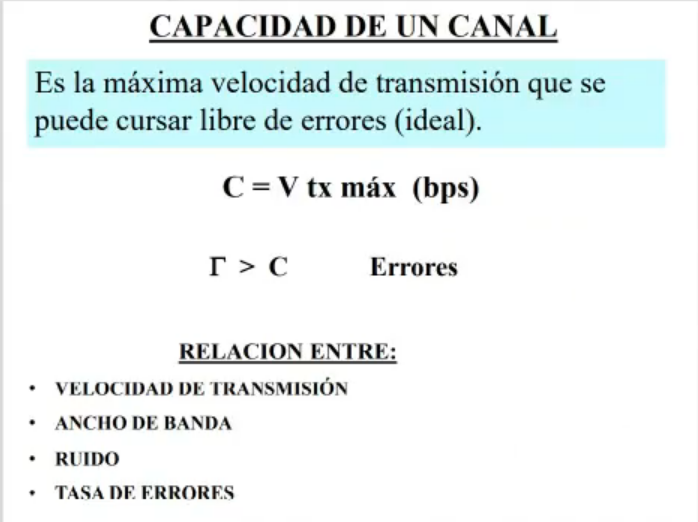 CAPACIDAD DE UN CANAL
Es la máxima velocidad de transmisión que se
puede cursar libre de errores (ideal).
C = V tx máx (bps)
Γ > C Errores
RELACION ENTRE:
• VELOCIDAD DE TRANSMISIÓN
• ANCHO DE BANDA
• RUIDO
• TASA DE ERRORES